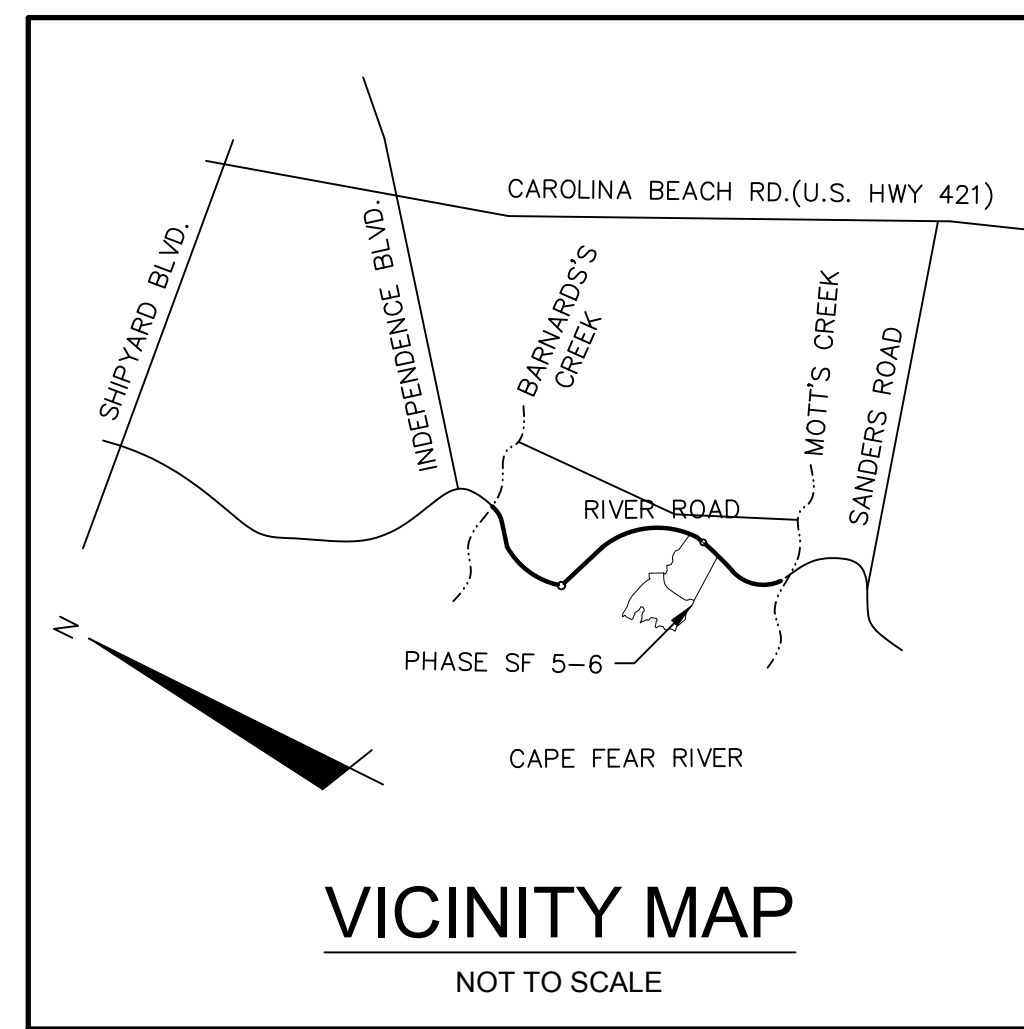 CAROLINA BEACH RD.(U.S. HWY 421)
SHIPYARD BLVD.
INDEPENDENCE BLVD.
BARNARDS'S
CREEK
MOTT'S CREEK
SANDERS ROAD
RIVER ROAD
N
PHASE SF 5-6
CAPE FEAR RIVER
VICINITY MAP
NOT TO SCALE